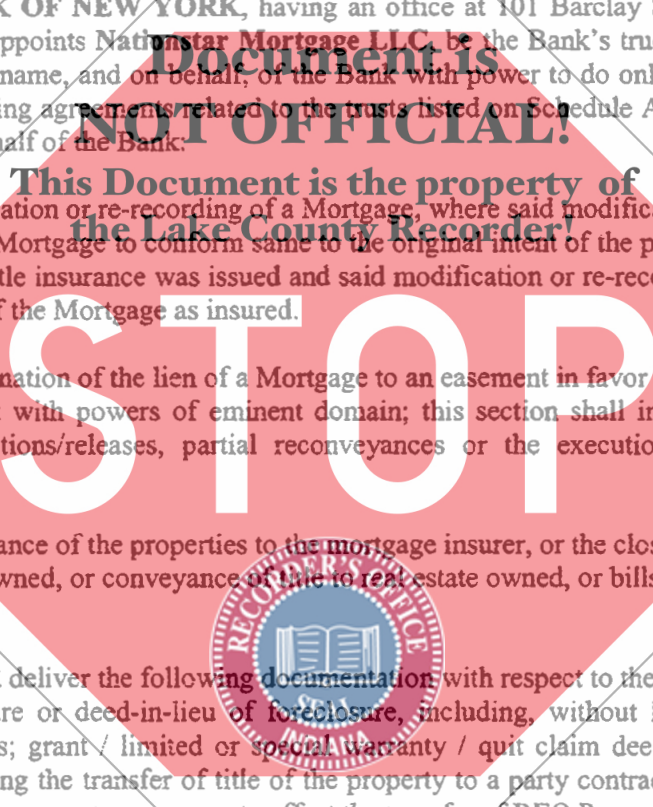 K OF NEW YORK, having an office at 101 Barclay
ppoints Nationstar Mortgage LLC, be the Bank's tru
name, and on behalf, of the Bank with power to do onl
Document is
ing agreements related to the trusts listed on Schedule A
NOT OFFICIAL!
half of the Bank:
This Document is the property of
ation or re-recording of a Mortgage, where said modifica
the Lake County Recorder!
Mortgage to conform same to the original intent of the p
tle insurance was issued and said modification or re-reco
f the Mortgage as insured.
STOP
nation of the lien of a Mortgage to an easement in favor
with powers of eminent domain; this section shall in
tions/releases, partial reconveyances or the executio
ance of the properties to the mortgage insurer, or the clos
wned, or conveyance of title to real estate owned, or bills
RECORDER'S OFFICE
SEAL
INDIANA
deliver the following documentation with respect to the
re or deed-in-lieu of foreclosure, including, without
s; grant / limited or special warranty / quit claim dee
ing the transfer of title of the property to a party contrac